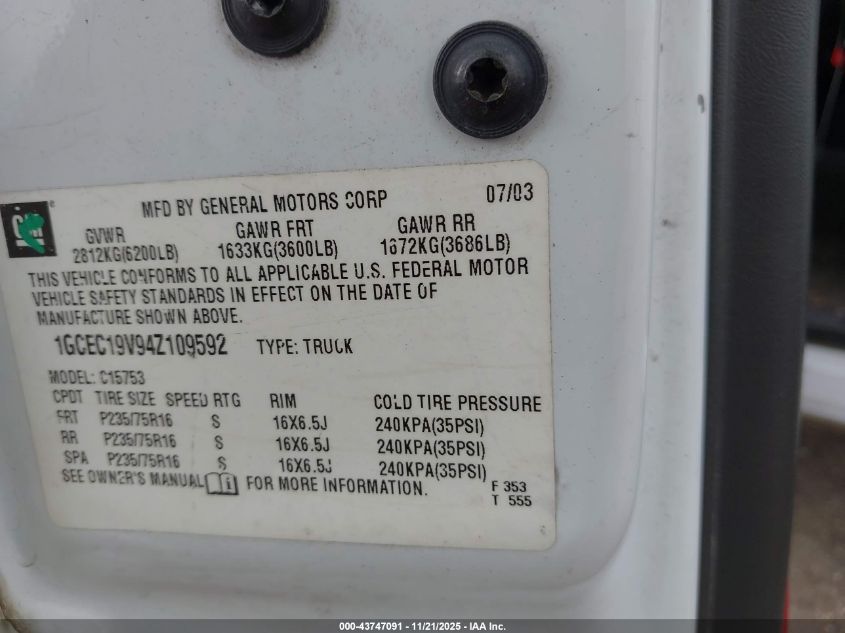 GM
®
MFD BY GENERAL MOTORS CORP 07/03
GVWR GAWR FRT GAWR RR
2812KG(6200LB) 1633KG(3600LB) 1672KG(3686LB)
THIS VEHICLE CONFORMS TO ALL APPLICABLE U.S. FEDERAL MOTOR
VEHICLE SAFETY STANDARDS IN EFFECT ON THE DATE OF
MANUFACTURE SHOWN ABOVE.
1GCEC19V94Z109592 TYPE: TRUCK
MODEL: C15753
CPDT TIRE SIZE SPEED RTG RIM COLD TIRE PRESSURE
FRT P235/75R16 S 16X6.5J 240KPA(35PSI)
RR P235/75R16 S 16X6.5J 240KPA(35PSI)
SPA P235/75R16 S 16X6.5J 240KPA(35PSI)
SEE OWNER'S MANUAL i FOR MORE INFORMATION.
F 353
T 555
000-43747091 - 11/21/2025 - IAA Inc.